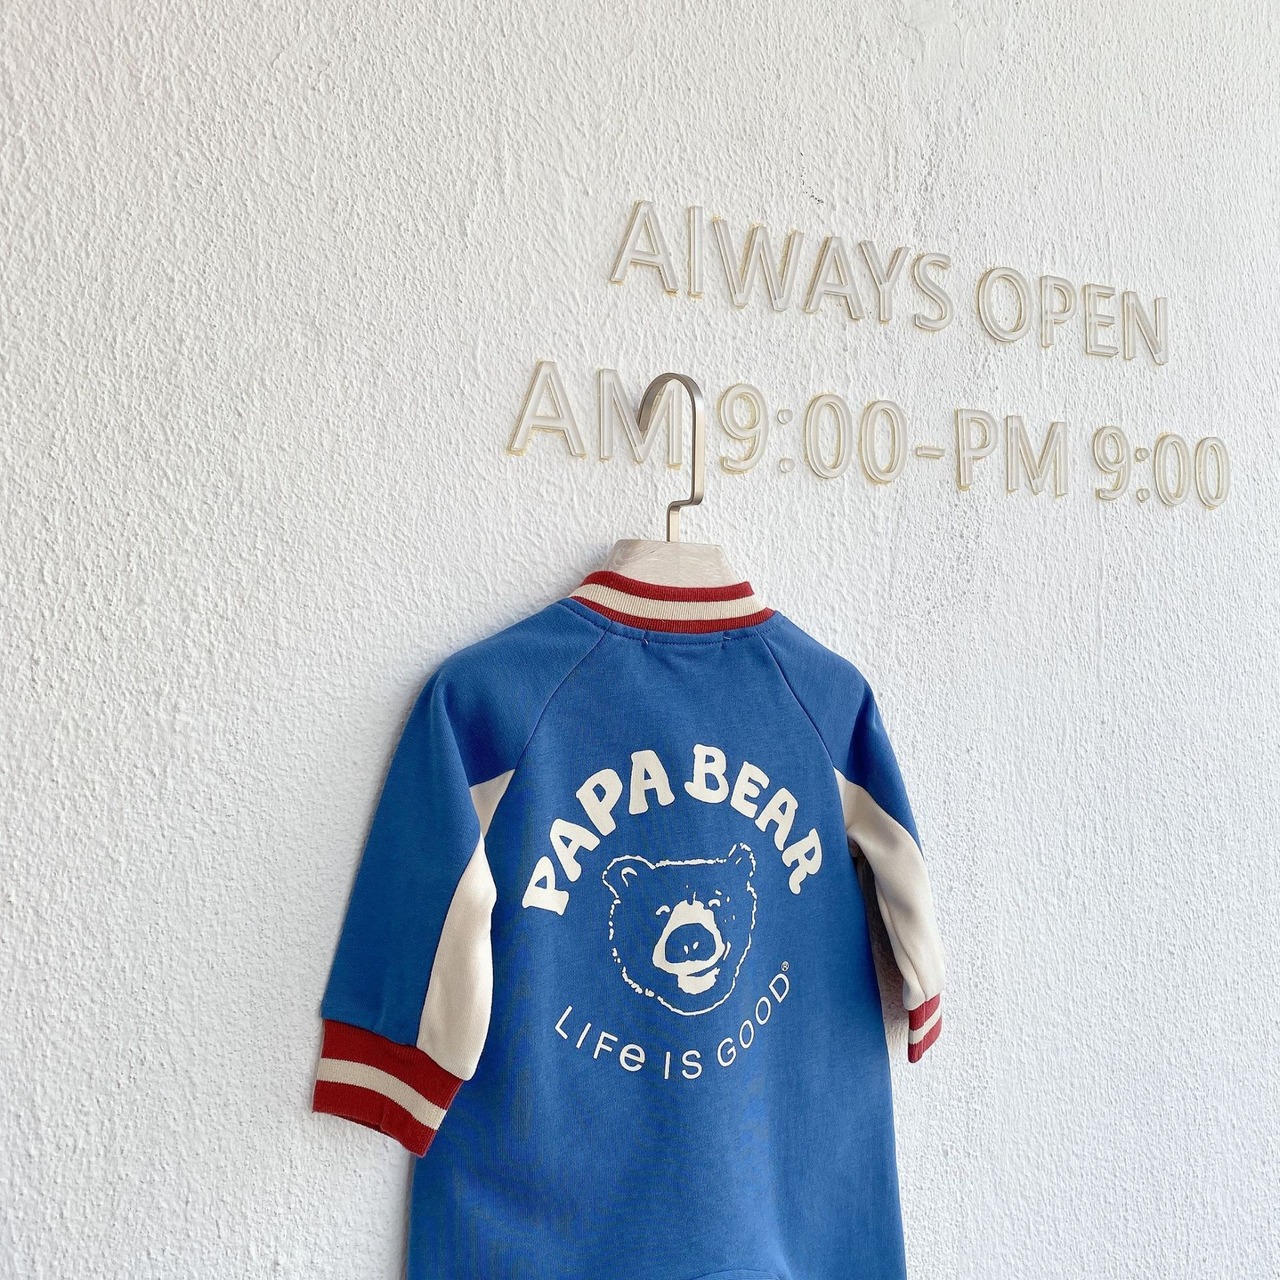 AlWAYS OPEN
AM 9:00-PM 9:00
PAPA BEAR
LIFe IS GOOD®